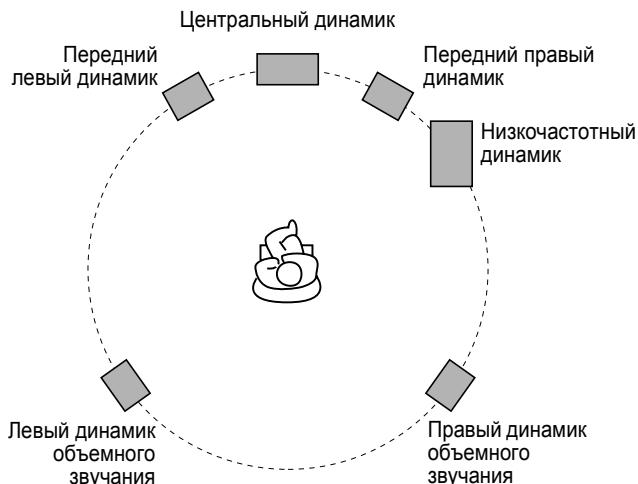 Центральный динамик
Передний
левый динамик
Передний правый
динамик
Низкочастотный
динамик
Левый динамик
объемного
звучания
Правый динамик
объемного
звучания